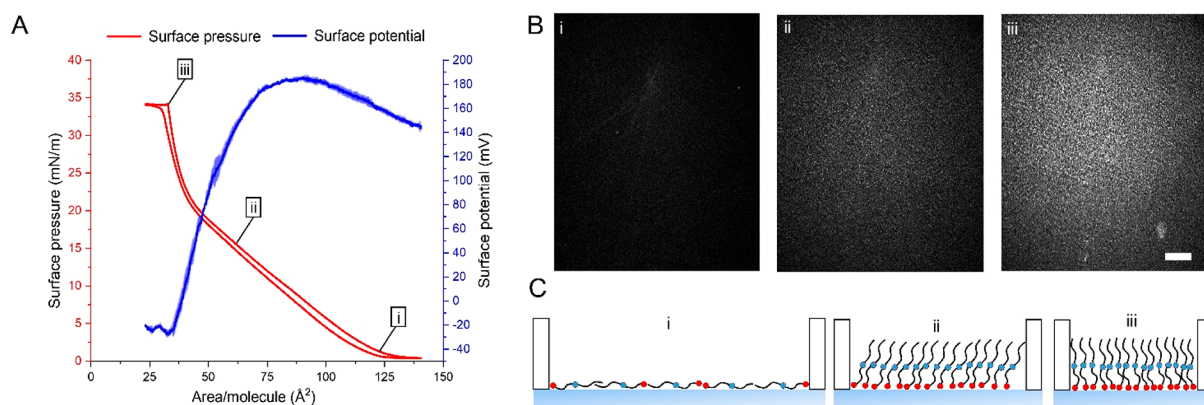 A
Surface pressure
Surface potential
Surface pressure (mN/m)
40
35
30
25
20
15
10
5
0
0
25
50
75
100
125
150
Area/molecule (Å²)
200
180
160
140
120
100
80
60
40
20
0
-20
-40
Surface potential (mV)
iii
ii
i
B
i
ii
iii
C
i
ii
iii